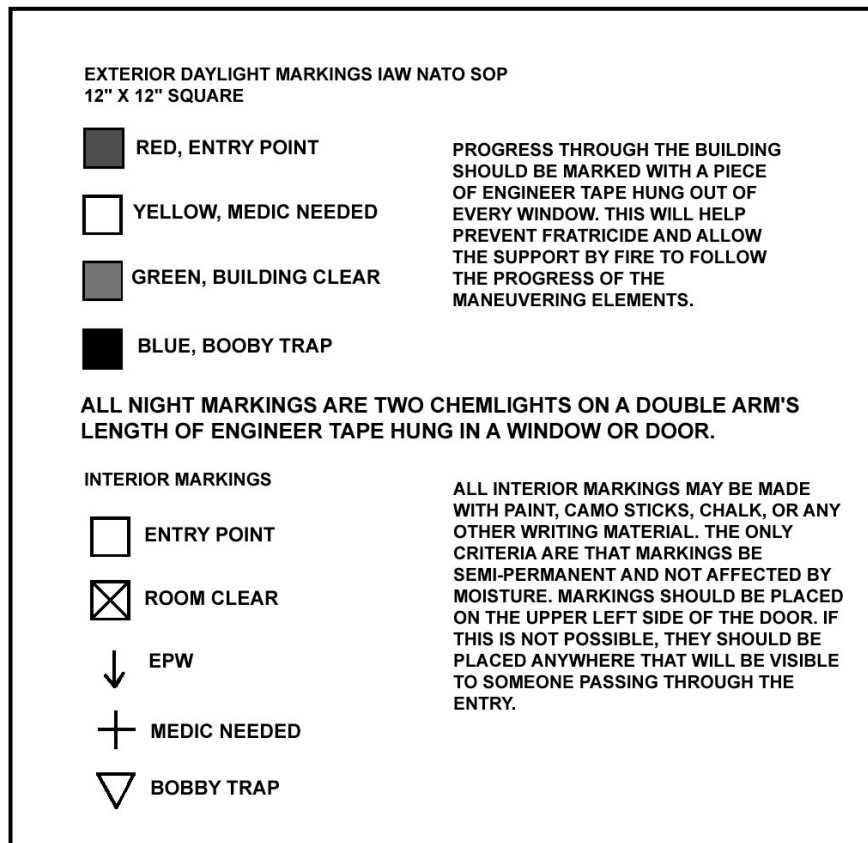 EXTERIOR DAYLIGHT MARKINGS IAW NATO SOP
12" X 12" SQUARE
RED, ENTRY POINT
YELLOW, MEDIC NEEDED
GREEN, BUILDING CLEAR
BLUE, BOOBY TRAP
PROGRESS THROUGH THE BUILDING
SHOULD BE MARKED WITH A PIECE
OF ENGINEER TAPE HUNG OUT OF
EVERY WINDOW. THIS WILL HELP
PREVENT FRATRICIDE AND ALLOW
THE SUPPORT BY FIRE TO FOLLOW
THE PROGRESS OF THE
MANEUVERING ELEMENTS.
ALL NIGHT MARKINGS ARE TWO CHEMLIGHTS ON A DOUBLE ARM'S
LENGTH OF ENGINEER TAPE HUNG IN A WINDOW OR DOOR.
INTERIOR MARKINGS
ENTRY POINT
ROOM CLEAR
EPW
MEDIC NEEDED
BOBBY TRAP
ALL INTERIOR MARKINGS MAY BE MADE
WITH PAINT, CAMO STICKS, CHALK, OR ANY
OTHER WRITING MATERIAL. THE ONLY
CRITERIA ARE THAT MARKINGS BE
SEMI-PERMANENT AND NOT AFFECTED BY
MOISTURE. MARKINGS SHOULD BE PLACED
ON THE UPPER LEFT SIDE OF THE DOOR. IF
THIS IS NOT POSSIBLE, THEY SHOULD BE
PLACED ANYWHERE THAT WILL BE VISIBLE
TO SOMEONE PASSING THROUGH THE
ENTRY.